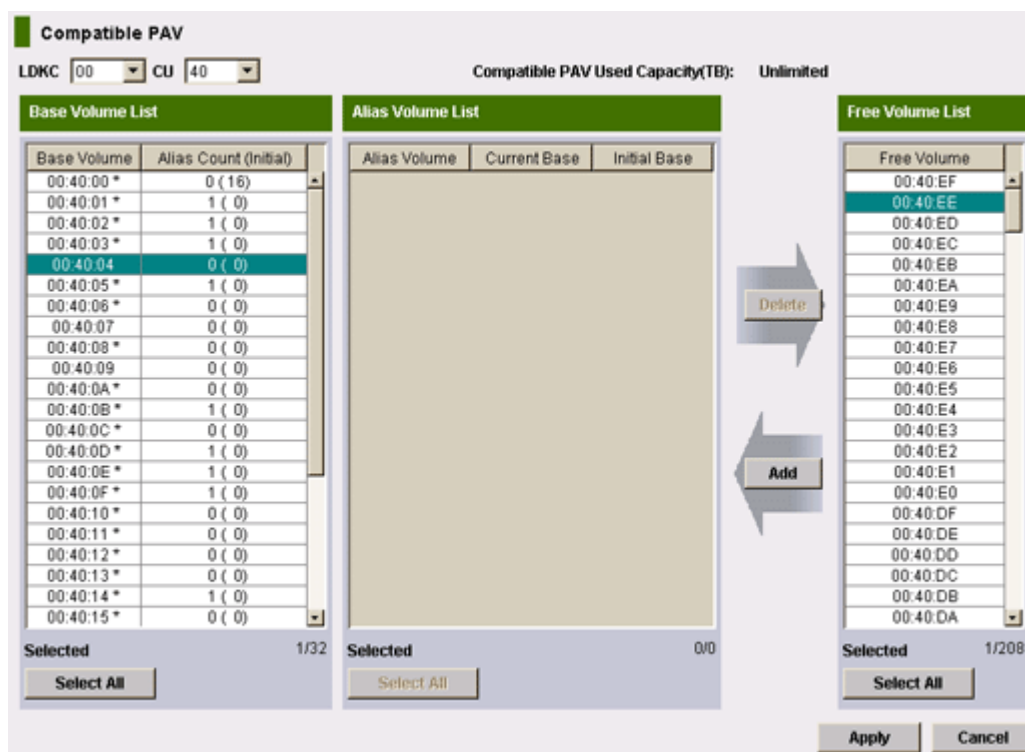 Compatible PAV
LDKC 00 CU 40 Compatible PAV Used Capacity(TB): Unlimited
Base Volume List
Base Volume Alias Count (Initial)
00:40:00 * 0 ( 16)
00:40:01 * 1 ( 0)
00:40:02 * 1 ( 0)
00:40:03 * 1 ( 0)
00:40:04 0 ( 0)
00:40:05 * 1 ( 0)
00:40:06 * 0 ( 0)
00:40:07 0 ( 0)
00:40:08 * 0 ( 0)
00:40:09 0 ( 0)
00:40:0A * 0 ( 0)
00:40:0B * 1 ( 0)
00:40:0C * 0 ( 0)
00:40:0D * 1 ( 0)
00:40:0E * 1 ( 0)
00:40:0F * 1 ( 0)
00:40:10 * 0 ( 0)
00:40:11 * 0 ( 0)
00:40:12 * 0 ( 0)
00:40:13 * 0 ( 0)
00:40:14 * 1 ( 0)
00:40:15 * 0 ( 0)
Selected 1/32
Select All
Alias Volume List
Alias Volume Current Base Initial Base
Selected 0/0
Select All
Delete
Add
Free Volume List
Free Volume
00:40:EF
00:40:EE
00:40:ED
00:40:EC
00:40:EB
00:40:EA
00:40:E9
00:40:E8
00:40:E7
00:40:E6
00:40:E5
00:40:E4
00:40:E3
00:40:E2
00:40:E1
00:40:E0
00:40:DF
00:40:DE
00:40:DD
00:40:DC
00:40:DB
00:40:DA
Selected 1/208
Select All
Apply Cancel